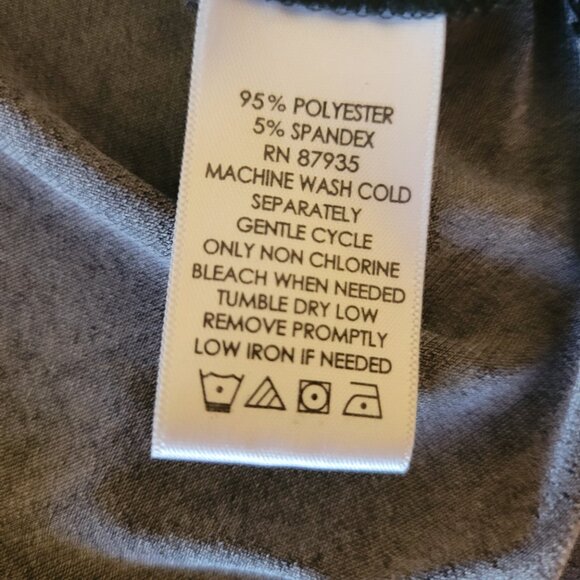 95% POLYESTER
5% SPANDEX
RN 87935
MACHINE WASH COLD
SEPARATELY
GENTLE CYCLE
ONLY NON CHLORINE
BLEACH WHEN NEEDED
TUMBLE DRY LOW
REMOVE PROMPTLY
LOW IRON IF NEEDED